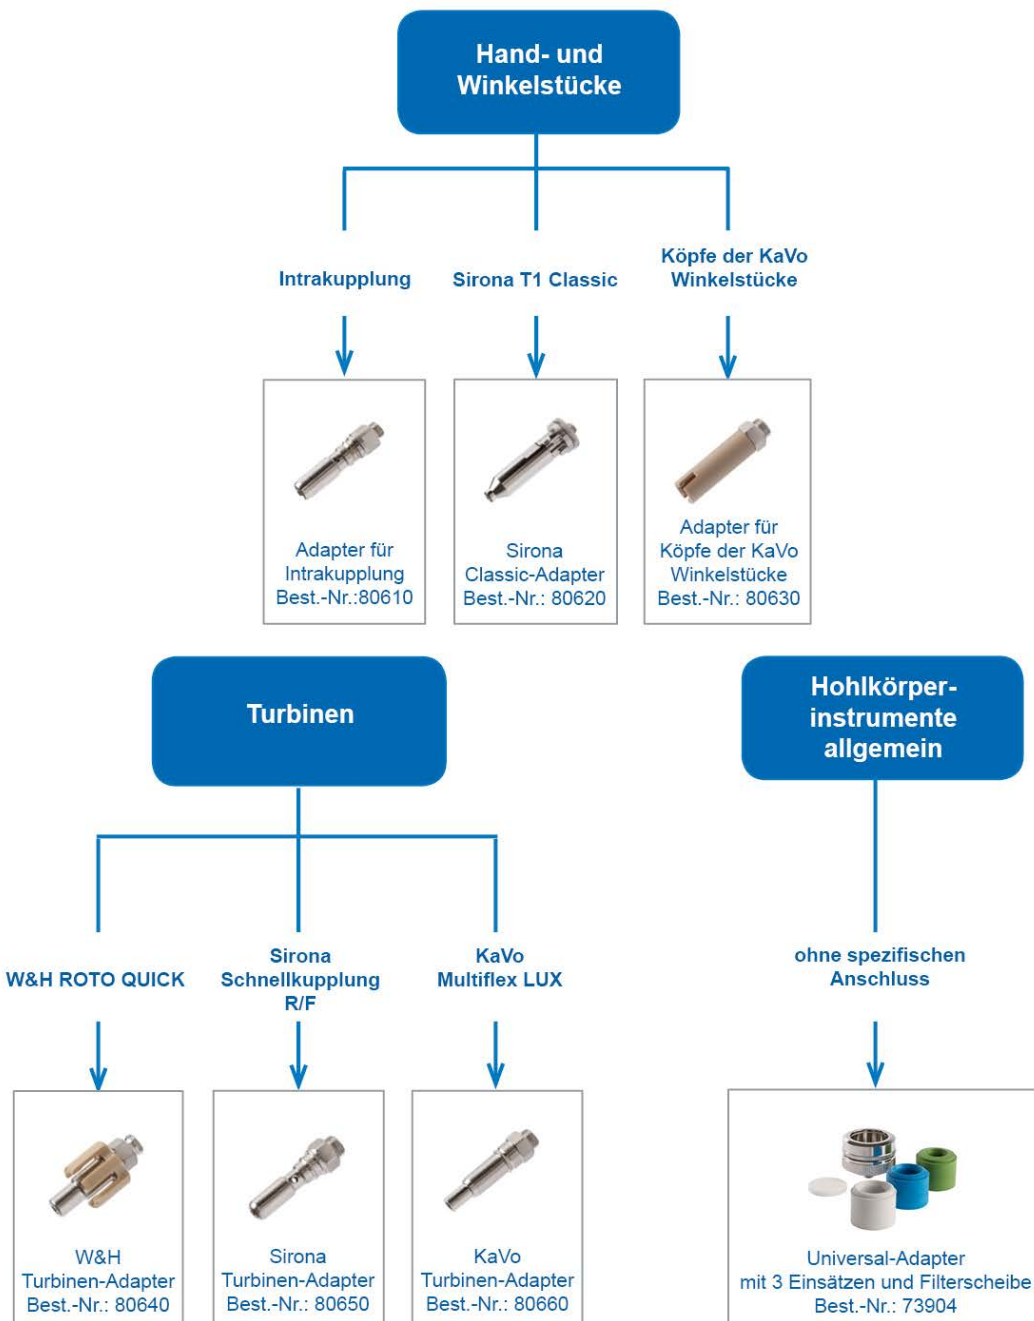 Hand- und
Winkelstücke
Intrakupplung
Sirona T1 Classic
Köpfe der KaVo
Winkelstücke
Adapter für
Intrakupplung
Best.-Nr.:80610
Sirona
Classic-Adapter
Best.-Nr.: 80620
Adapter für
Köpfe der KaVo
Winkelstücke
Best.-Nr.: 80630
Turbinen
Hohlkörper-
instrumente
allgemein
W&H ROTO QUICK
Sirona
Schnellkupplung
R/F
KaVo
Multiflex LUX
ohne spezifischen
Anschluss
W&H
Turbinen-Adapter
Best.-Nr.: 80640
Sirona
Turbinen-Adapter
Best.-Nr.: 80650
KaVo
Turbinen-Adapter
Best.-Nr.: 80660
Universal-Adapter
mit 3 Einsätzen und Filterscheibe
Best.-Nr.: 73904